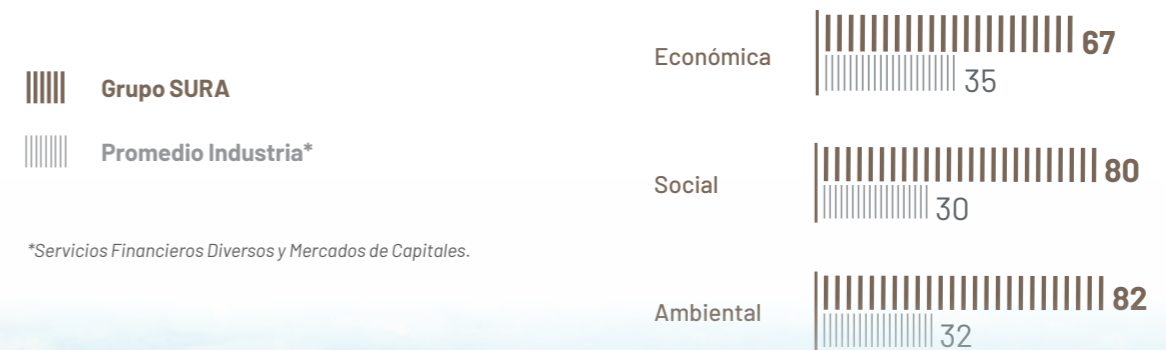 Grupo SURA
Promedio Industria*
*Servicios Financieros Diversos y Mercados de Capitales.
Económica
67
35
Social
80
30
Ambiental
82
32